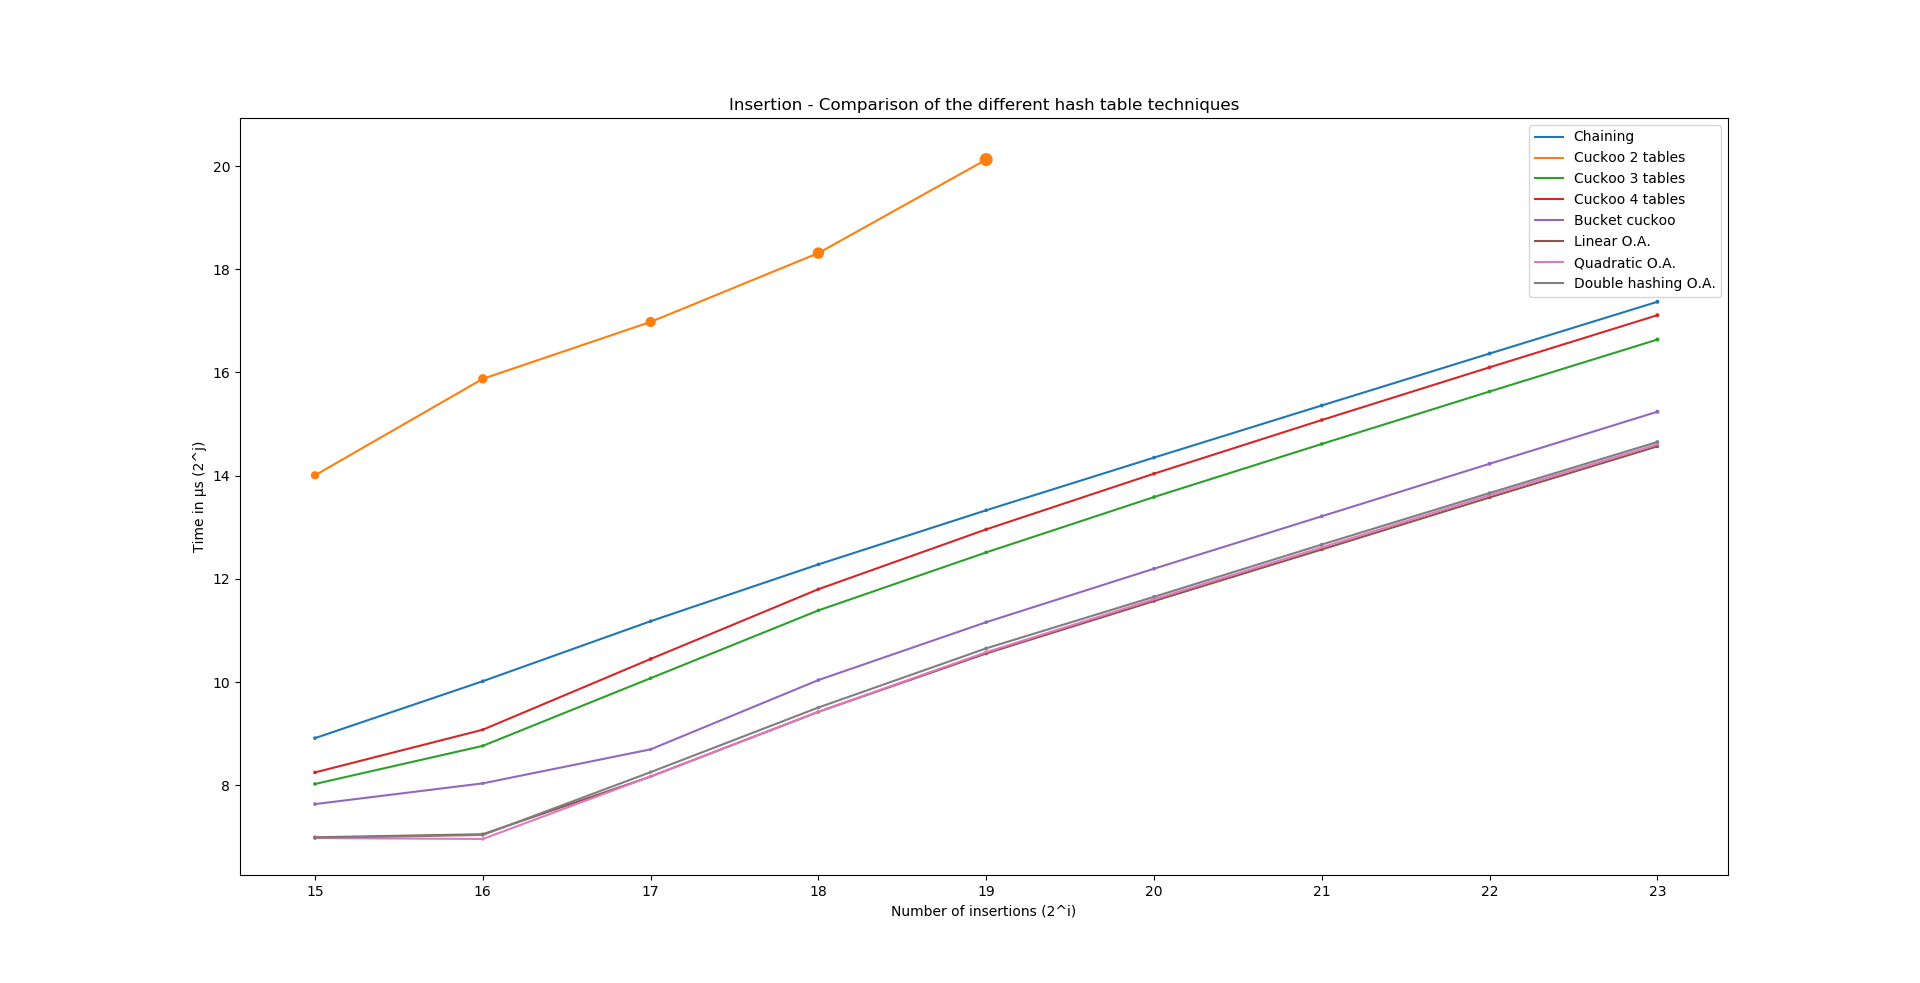 Insertion - Comparison of the different hash table techniques
Chaining
Cuckoo 2 tables
Cuckoo 3 tables
Cuckoo 4 tables
Bucket cuckoo
Linear O.A.
Quadratic O.A.
Double hashing O.A.
Time in µs (2^j)
20
18
16
14
12
10
8
15 16 17 18 19 20 21 22 23
Number of insertions (2^i)